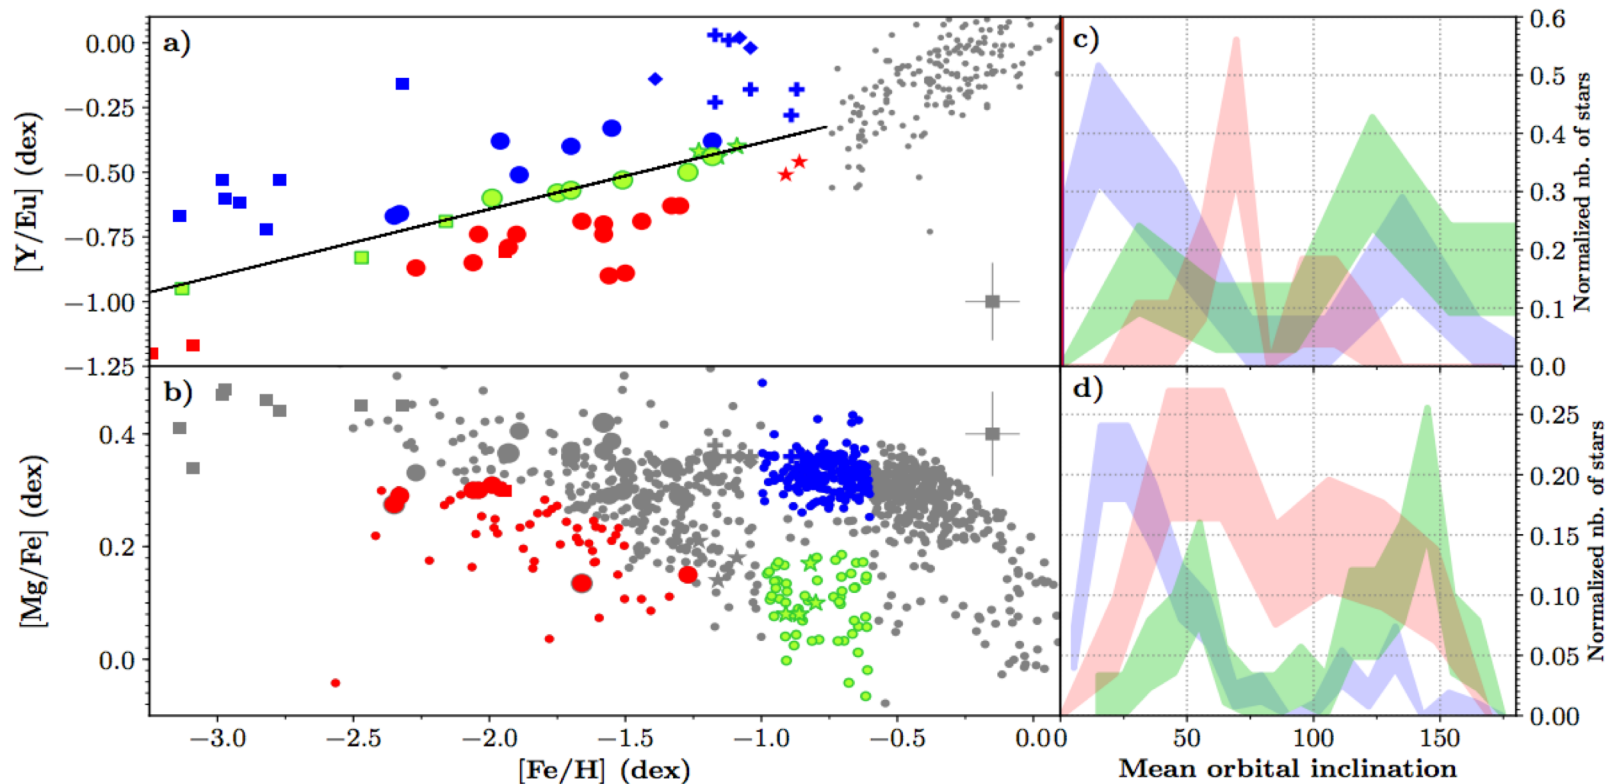 a)
[Y/Eu] (dex)
0.00
−0.25
−0.50
−0.75
−1.00
−1.25
c)
Normalized nb. of stars
0.6
0.5
0.4
0.3
0.2
0.1
0.0
b)
[Mg/Fe] (dex)
0.4
0.2
0.0
−3.0 −2.5 −2.0 −1.5 −1.0 −0.5 0.0
[Fe/H] (dex)
d)
Normalized nb. of stars
0.25
0.20
0.15
0.10
0.05
0.00
0 50 100 150
Mean orbital inclination